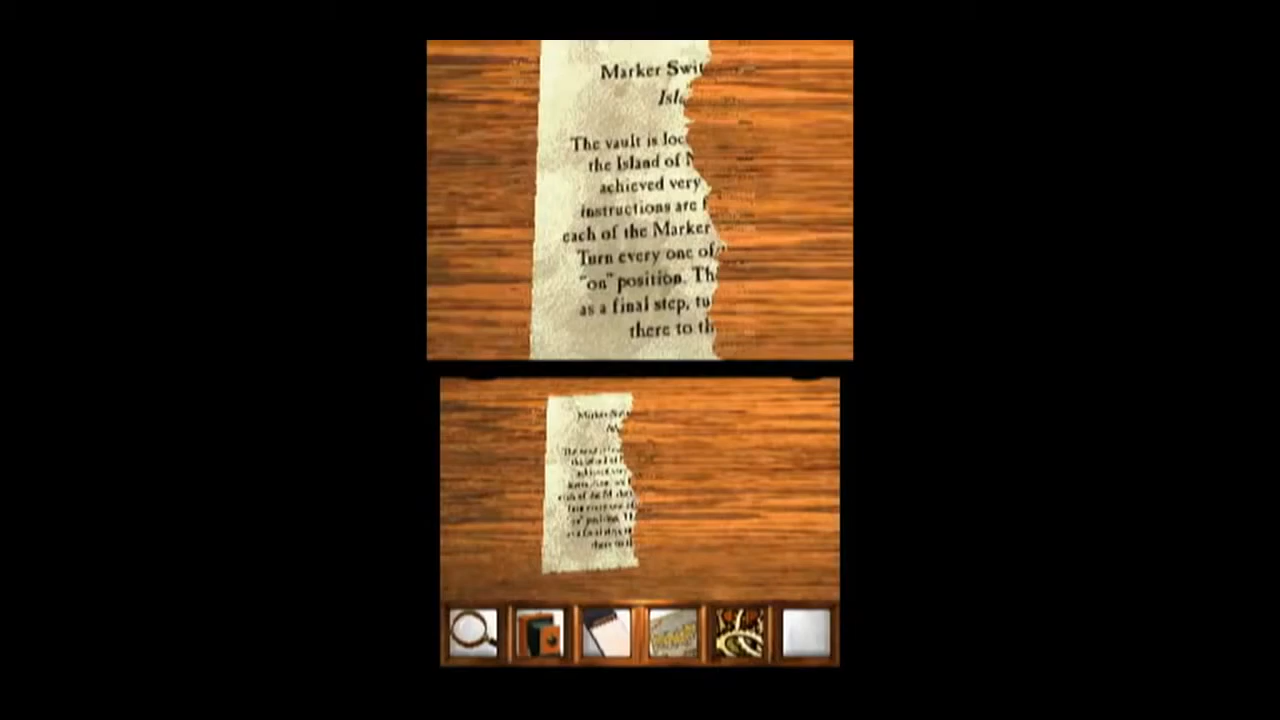 Marker Swit
Isla
The vault is loc
the Island of
achieved very
instructions are f
each of the Marker
Turn every one of
"on" position. Th
as a final step, tu
there to th